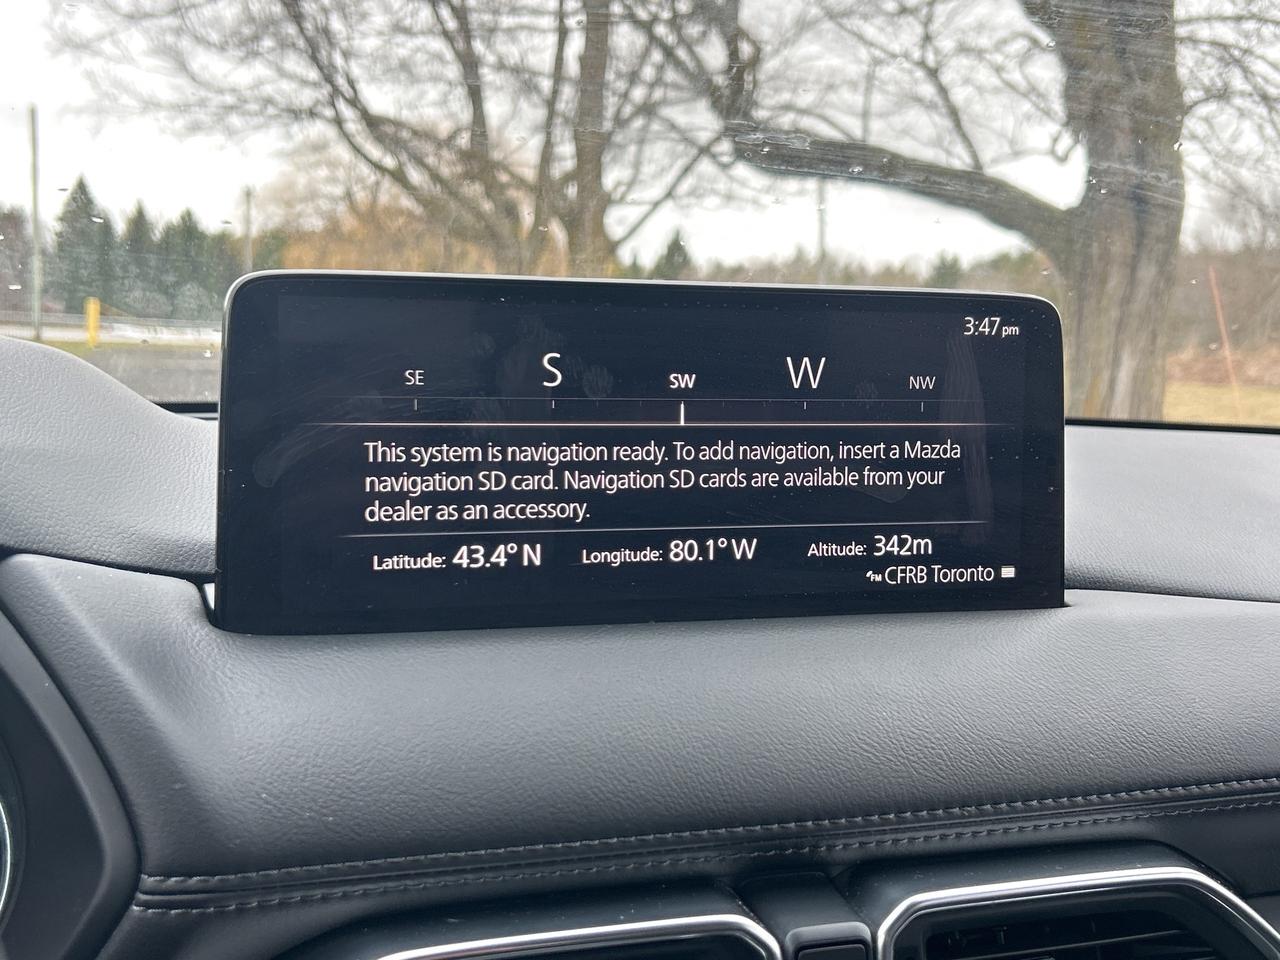 3:47 pm
SE S SW W NW
This system is navigation ready. To add navigation, insert a Mazda
navigation SD card. Navigation SD cards are available from your
dealer as an accessory.
Latitude: 43.4° N Longitude: 80.1° W Altitude: 342m
FM CFRB Toronto